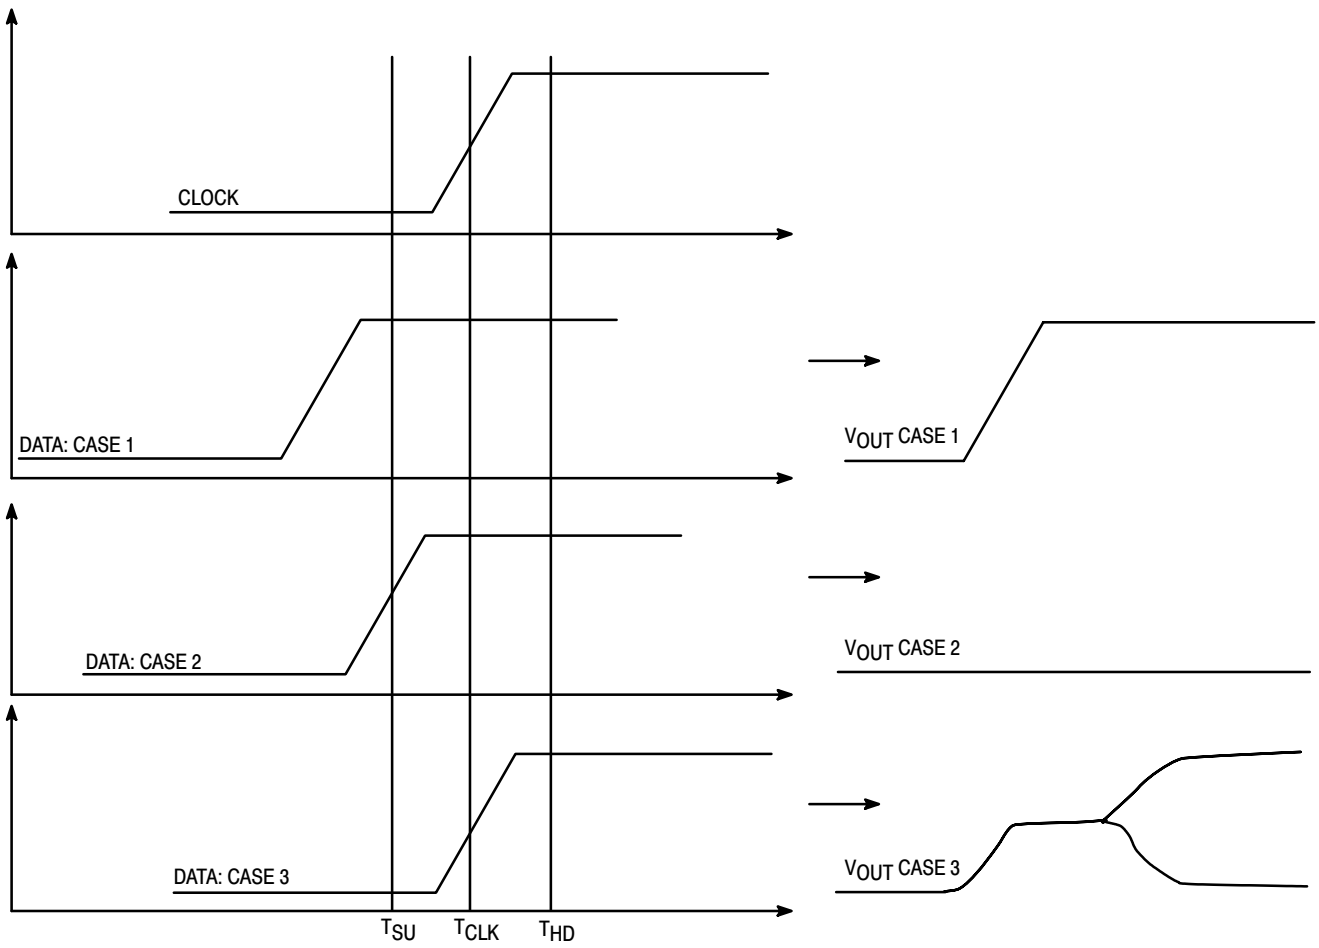 CLOCK
DATA: CASE 1
VOUT CASE 1
DATA: CASE 2
VOUT CASE 2
DATA: CASE 3
VOUT CASE 3
TSU TCLK THD